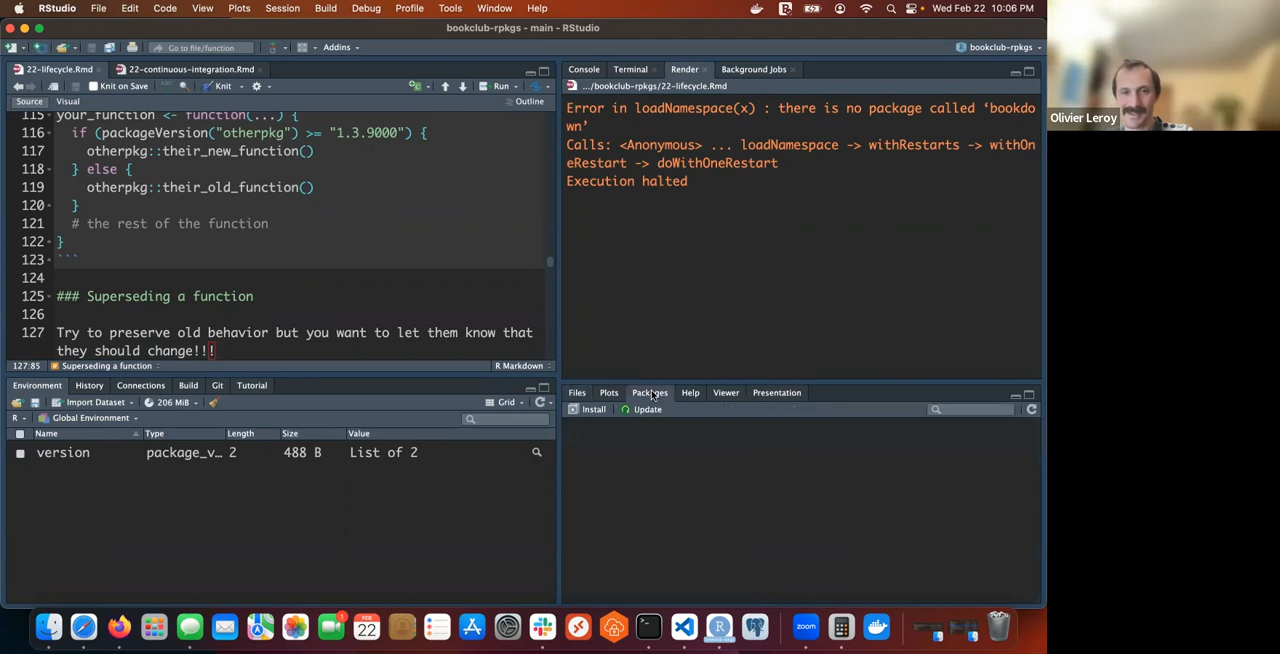 RStudio File Edit Code View Plots Session Build Debug Profile Tools Window Help Wed Feb 22 10:06 PM
bookclub-rpkgs - main - RStudio
Go to file/function Addins bookclub-rpkgs
22-lifecycle.Rmd 22-continuous-integration.Rmd
Knit on Save Knit Run
Source Visual Outline
115 your_function <- function(...) {
116 if (packageVersion("otherpkg") >= "1.3.9000") {
117 otherpkg::their_new_function()
118 } else {
119 otherpkg::their_old_function()
120 }
121 # the rest of the function
122 }
123 ```
124
125 ### Superseding a function
126
127 Try to preserve old behavior but you want to let them know that
they should change!!!
127:85 Superseding a function R Markdown
Console Terminal Render Background Jobs
.../bookclub-rpkgs/22-lifecycle.Rmd
Error in loadNamespace(x) : there is no package called ‘bookdo
wn’
Calls: <Anonymous> ... loadNamespace -> withRestarts -> withOn
eRestart -> doWithOneRestart
Execution halted
Environment History Connections Build Git Tutorial
Import Dataset 206 MiB Grid
R Global Environment
Name Type Length Size Value
version package_v… 2 488 B List of 2
Files Plots Packages Help Viewer Presentation
Install Update
Olivier Leroy
1
FEB
22
zoom
R